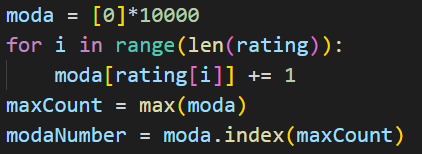 moda = [0]*10000
for i in range(len(rating)):
    moda[rating[i]] += 1
maxCount = max(moda)
modaNumber = moda.index(maxCount)